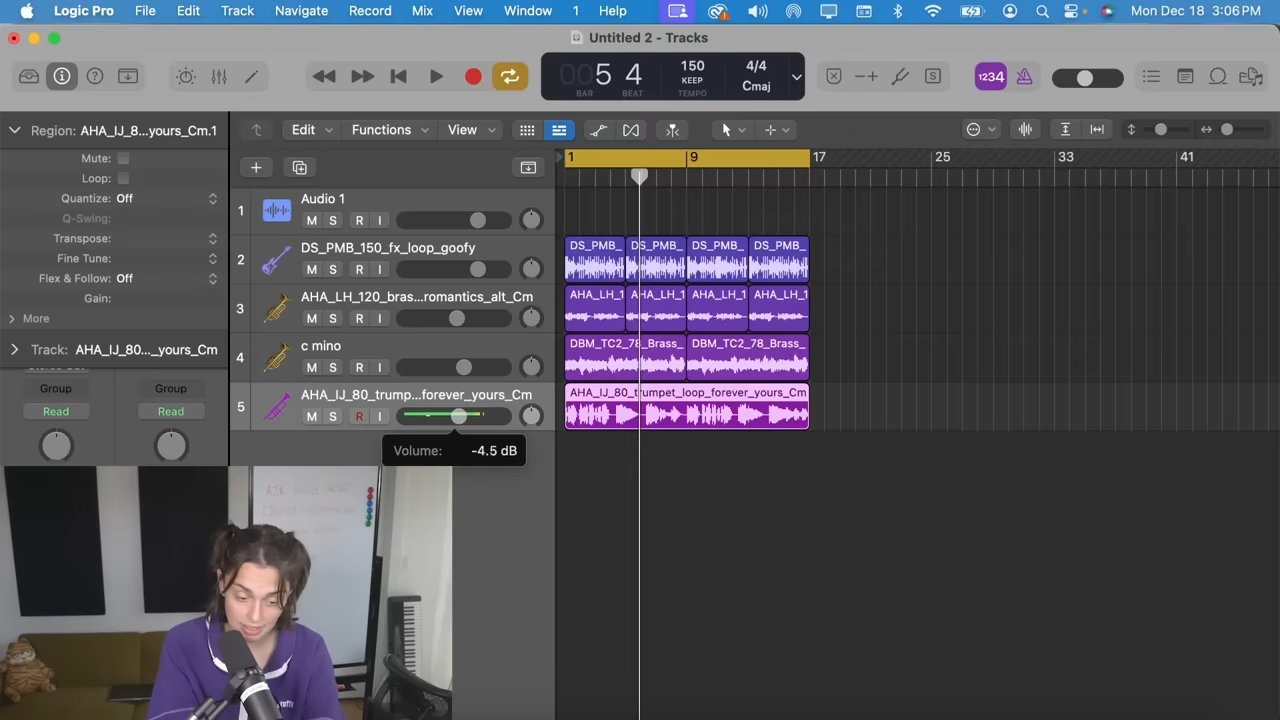 Logic Pro File Edit Track Navigate Record Mix View Window 1 Help Mon Dec 18 3:06 PM
Untitled 2 - Tracks
005 4 150 4/4
KEEP Cmaj
BAR BEAT TEMPO
1234
S
Region: AHA_IJ_8...yours_Cm.1
Mute:
Loop:
Quantize: Off
Q-Swing:
Transpose:
Fine Tune:
Flex & Follow: Off
Gain:
More
Track: AHA_IJ_80..._yours_Cm
Group Group
Read Read
Edit Functions View
1 9 17 25 33 41
1 Audio 1
M S R I
2 DS_PMB_150_fx_loop_goofy
M S R I
DS_PMB_ DS_PMB_ DS_PMB_ DS_PMB_
3 AHA_LH_120_bras...romantics_alt_Cm
M S R I
AHA_LH_1 AHA_LH_1 AHA_LH_1 AHA_LH_1
4 c mino
M S R I
DBM_TC2_78_Brass_ DBM_TC2_78_Brass_
5 AHA_IJ_80_trump...forever_yours_Cm
M S R I
AHA_IJ_80_trumpet_loop_forever_yours_Cm
Volume: -4.5 dB